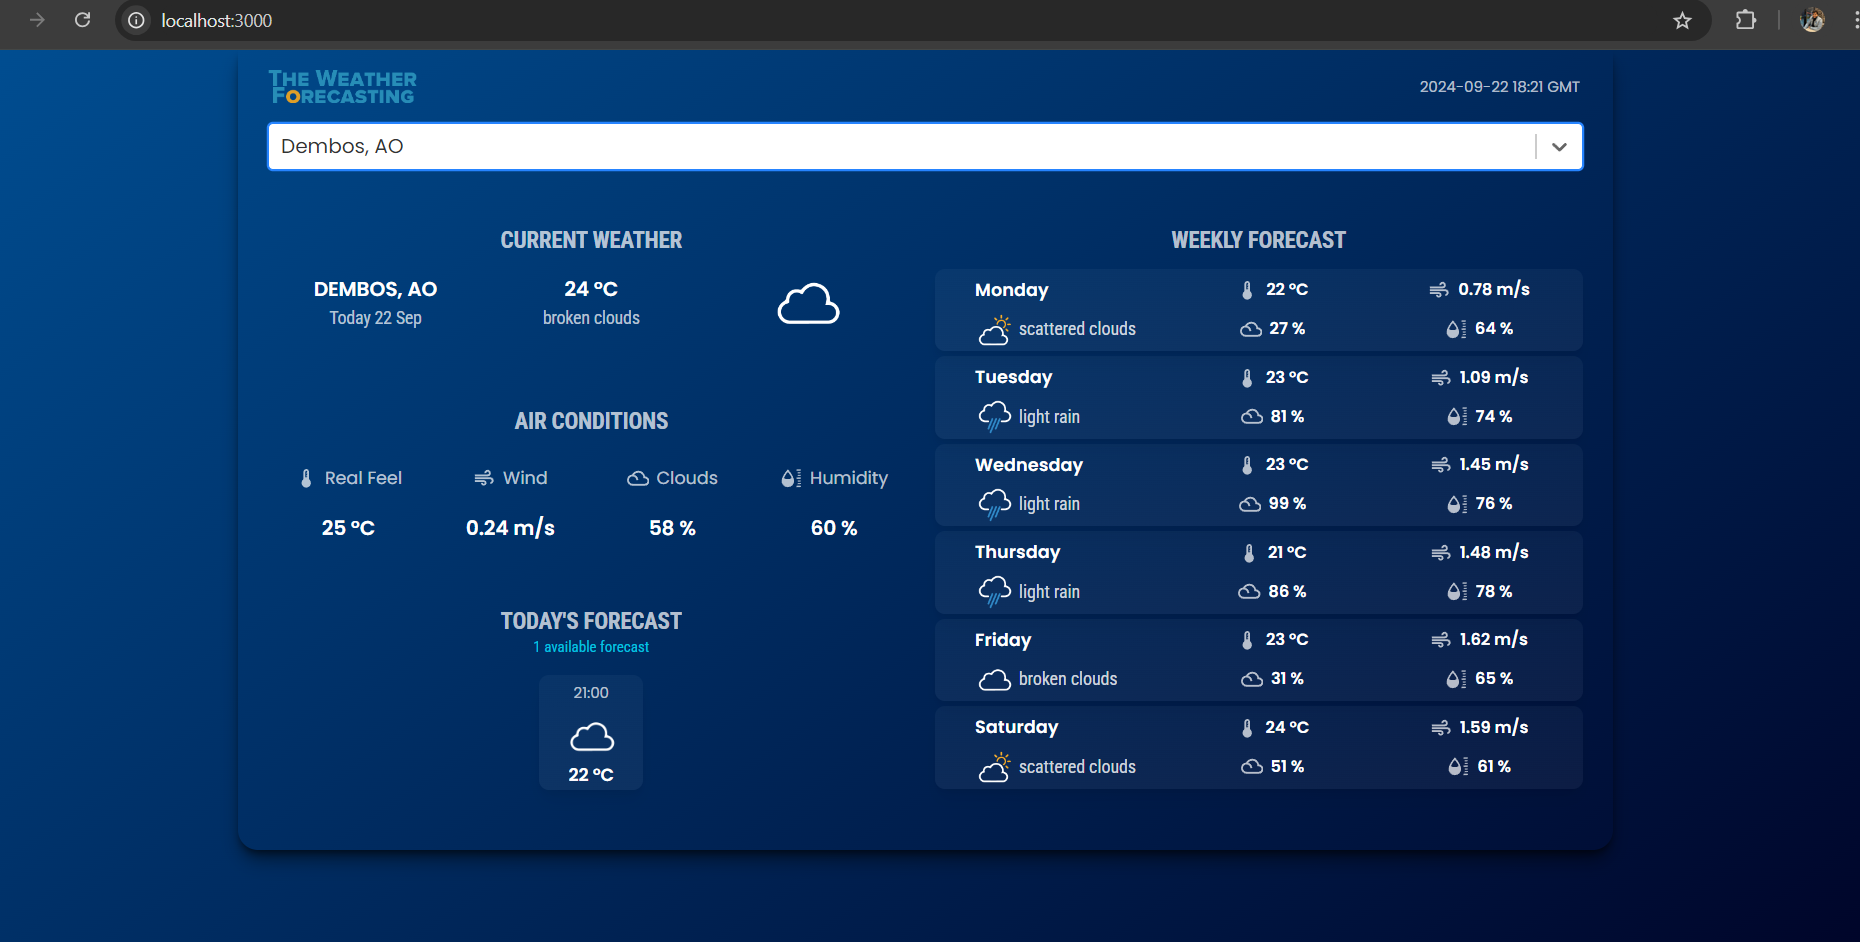 localhost:3000
THE WEATHER
FORECASTING
2024-09-22 18:21 GMT
Dembos, AO
CURRENT WEATHER
DEMBOS, AO
Today 22 Sep
24 °C
broken clouds
AIR CONDITIONS
Real Feel
25 °C
Wind
0.24 m/s
Clouds
58 %
Humidity
60 %
TODAY'S FORECAST
1 available forecast
21:00
22 °C
WEEKLY FORECAST
Monday 22 °C 0.78 m/s
scattered clouds 27 % 64 %
Tuesday 23 °C 1.09 m/s
light rain 81 % 74 %
Wednesday 23 °C 1.45 m/s
light rain 99 % 76 %
Thursday 21 °C 1.48 m/s
light rain 86 % 78 %
Friday 23 °C 1.62 m/s
broken clouds 31 % 65 %
Saturday 24 °C 1.59 m/s
scattered clouds 51 % 61 %